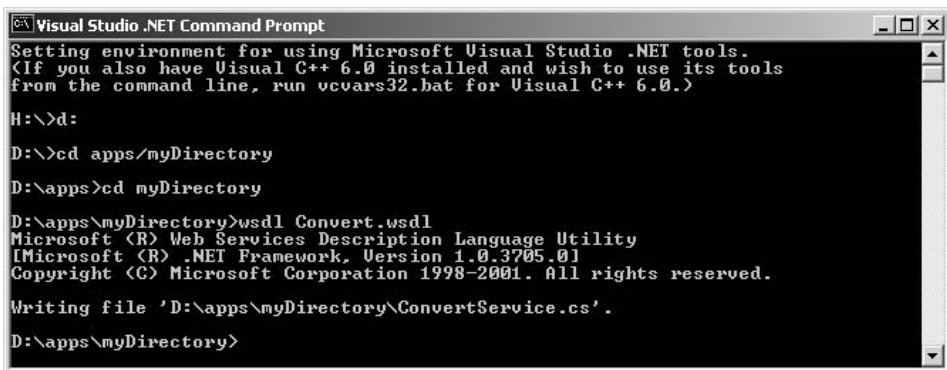 Visual Studio .NET Command Prompt
Setting environment for using Microsoft Visual Studio .NET tools.
(If you also have Visual C++ 6.0 installed and wish to use its tools
from the command line, run vcvars32.bat for Visual C++ 6.0.)
H:\>d:
D:\>cd apps/myDirectory
D:\apps>cd myDirectory
D:\apps\myDirectory>wsdl Convert.wsdl
Microsoft (R) Web Services Description Language Utility
[Microsoft (R) .NET Framework, Version 1.0.3705.0]
Copyright (C) Microsoft Corporation 1998-2001. All rights reserved.
Writing file 'D:\apps\myDirectory\ConvertService.cs'.
D:\apps\myDirectory>